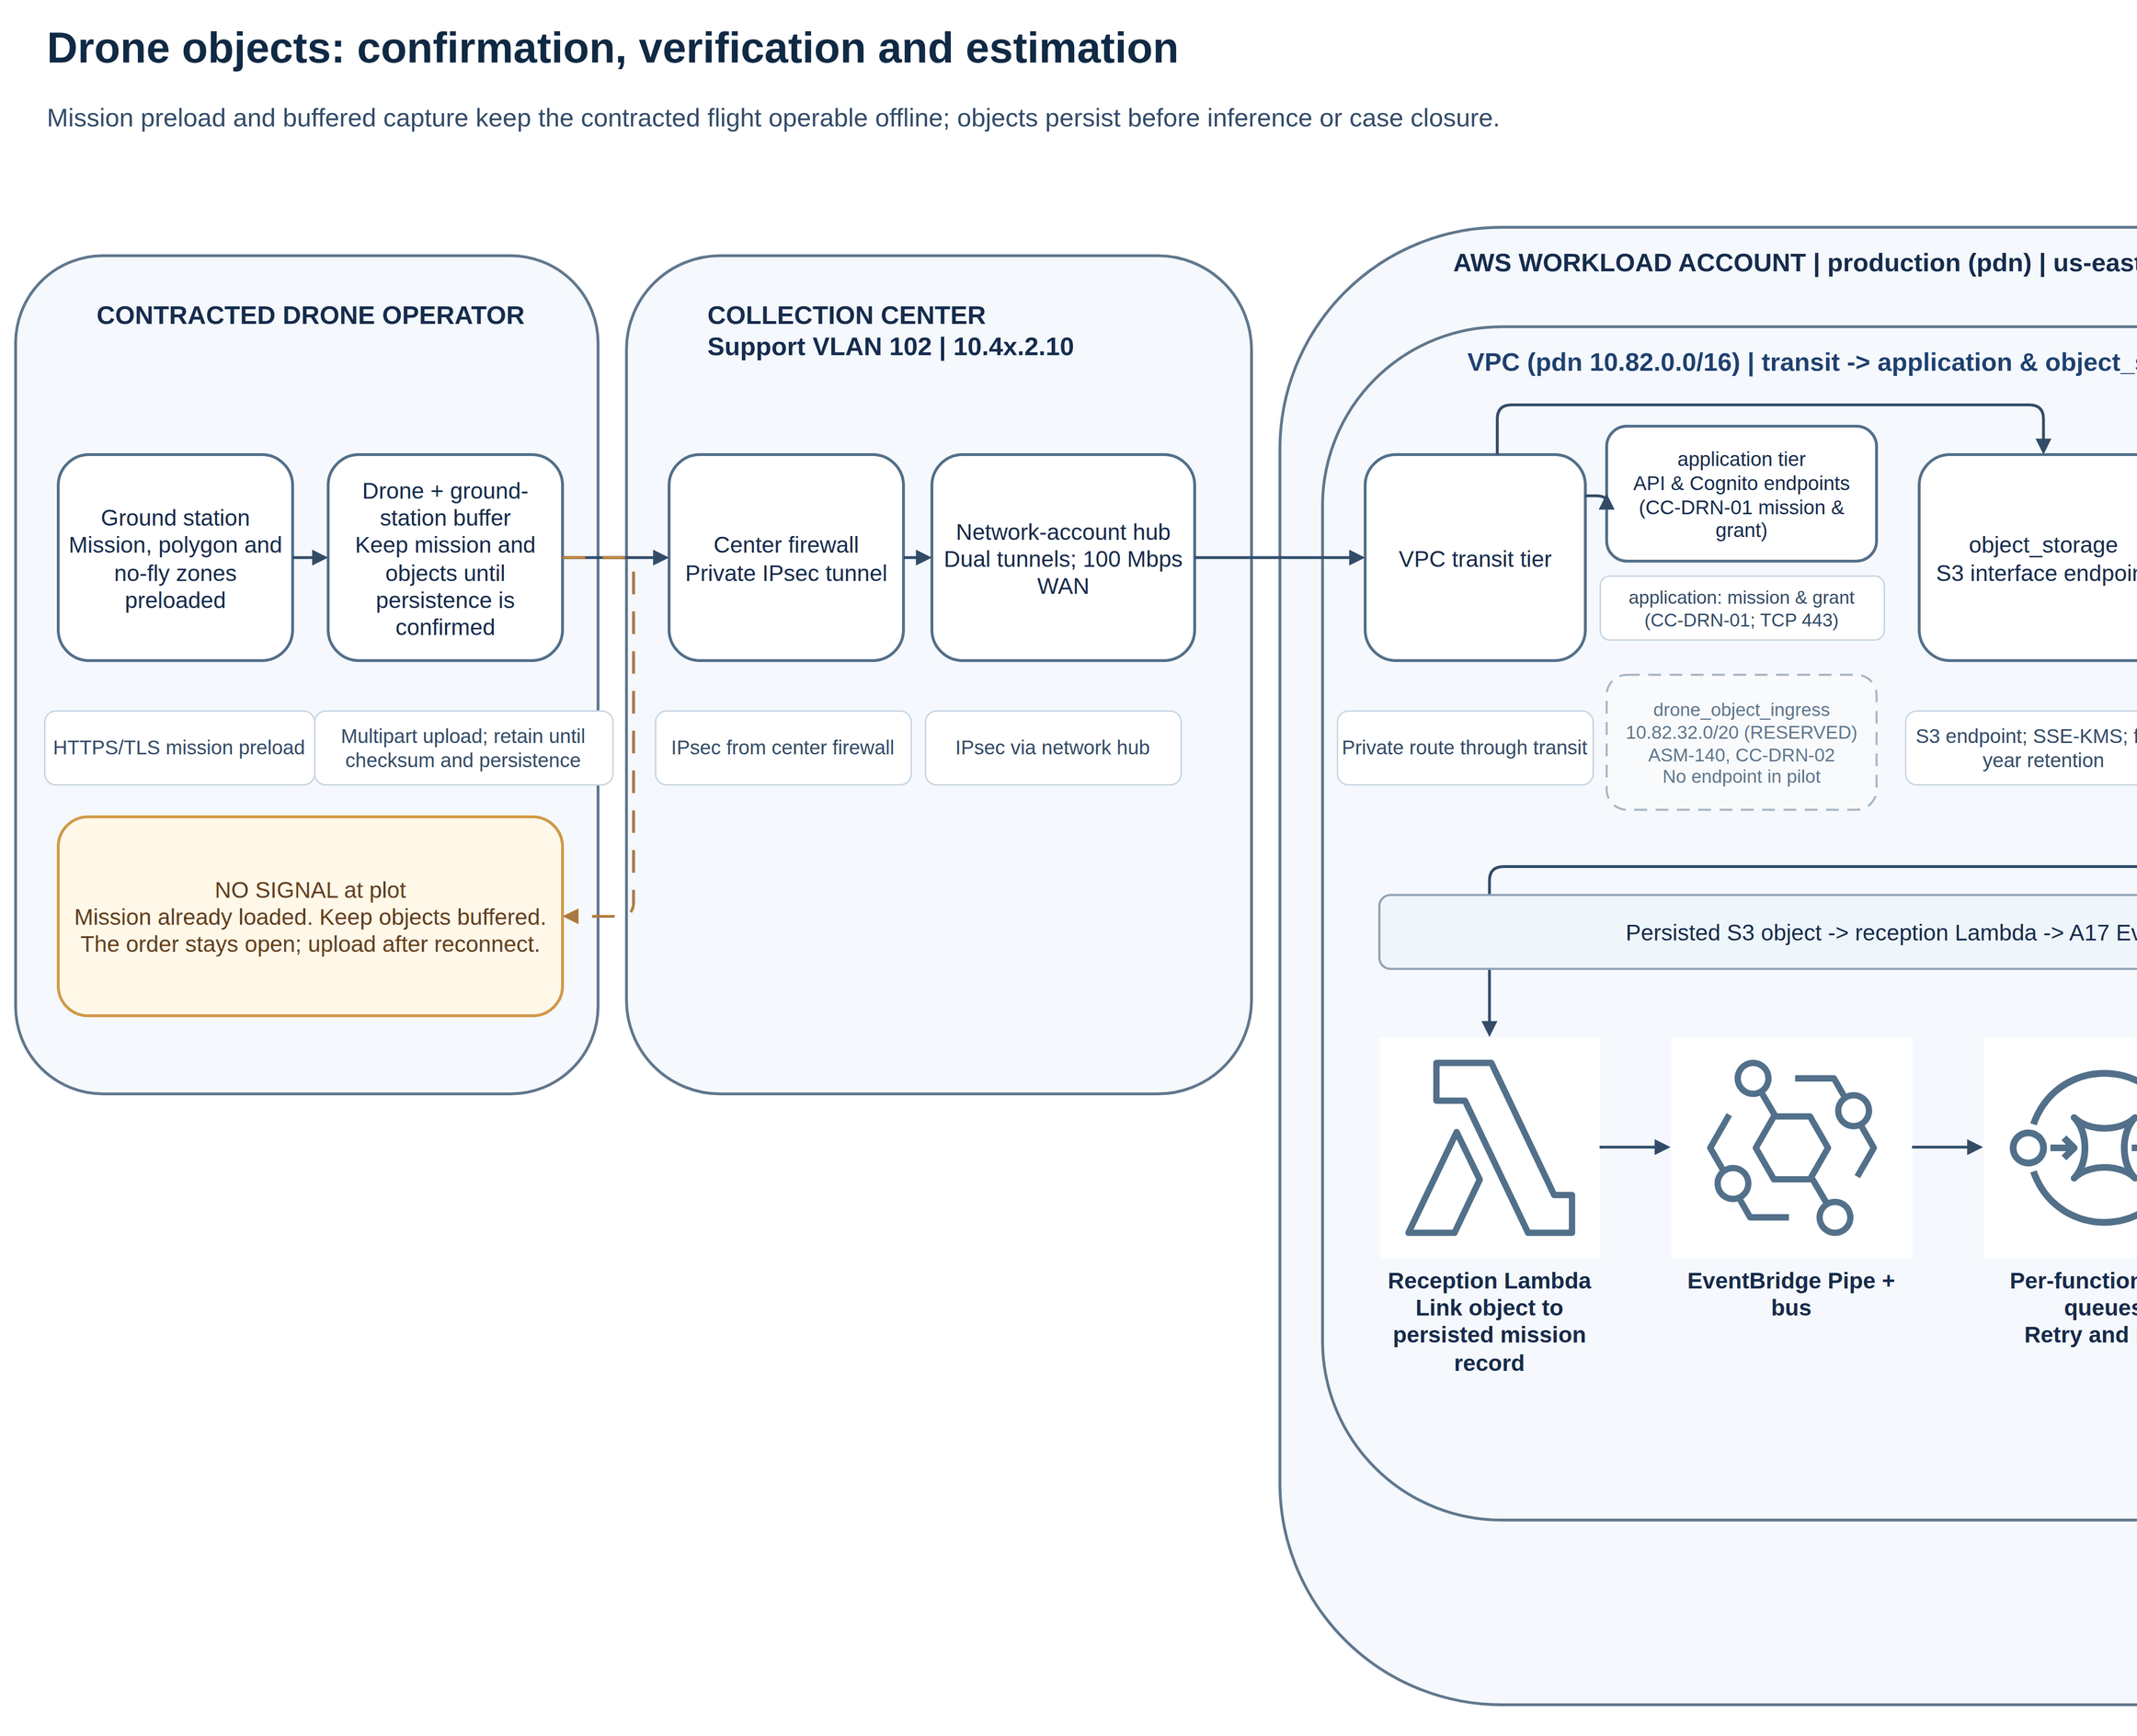 Drone objects: confirmation, verification and estimation
Mission preload and buffered capture keep the contracted flight operable offline; objects persist before inference or case closure.
CONTRACTED DRONE OPERATOR
Ground station
Mission, polygon and
no-fly zones
preloaded
Drone + ground-
station buffer
Keep mission and
objects until
persistence is
confirmed
HTTPS/TLS mission preload
Multipart upload; retain until
checksum and persistence
NO SIGNAL at plot
Mission already loaded. Keep objects buffered.
The order stays open; upload after reconnect.
COLLECTION CENTER
Support VLAN 102 | 10.4x.2.10
Center firewall
Private IPsec tunnel
Network-account hub
Dual tunnels; 100 Mbps
WAN
IPsec from center firewall
IPsec via network hub
AWS WORKLOAD ACCOUNT | production (pdn) | us-east
VPC (pdn 10.82.0.0/16) | transit -> application & object_
VPC transit tier
application tier
API & Cognito endpoints
(CC-DRN-01 mission &
grant)
application: mission & grant
(CC-DRN-01; TCP 443)
object_storage
S3 interface endpoin
Private route through transit
drone_object_ingress
10.82.32.0/20 (RESERVED)
ASM-140, CC-DRN-02
No endpoint in pilot
S3 endpoint; SSE-KMS; f
year retention
Persisted S3 object -> reception Lambda -> A17 Ev
Reception Lambda
Link object to
persisted mission
record
EventBridge Pipe +
bus
Per-function
queues
Retry and